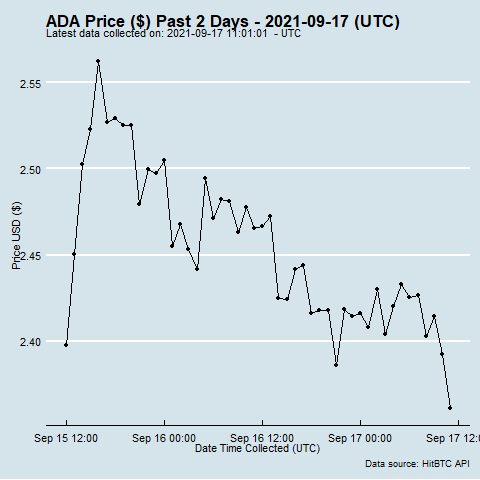 ADA Price ($) Past 2 Days - 2021-09-17 (UTC)
Latest data collected on: 2021-09-17 11:01:01  - UTC
2.55
2.50
2.45
2.40
Price USD ($)
Sep 15 12:00 Sep 16 00:00 Sep 16 12:00 Sep 17 00:00 Sep 17 12:0
Date Time Collected (UTC)
Data source: HitBTC API